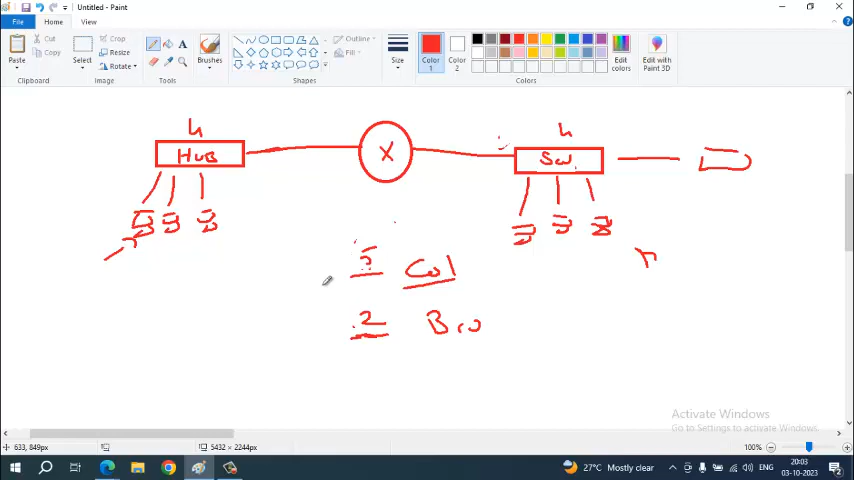 Untitled - Paint
File Home View
Cut
Copy
Paste
Crop
Resize
Rotate
Select
Brushes
Outline
Fill
Size
Color 1
Color 2
Edit colors
Edit with Paint 3D
Clipboard
Image
Tools
Shapes
Colors
h
h
HUB
X
Sw.
5 Col
2 Bro
Activate Windows
Go to Settings to activate Windows.
633, 849px
5432 × 2244px
100%
27°C Mostly clear
ENG
20:03
03-10-2023
2